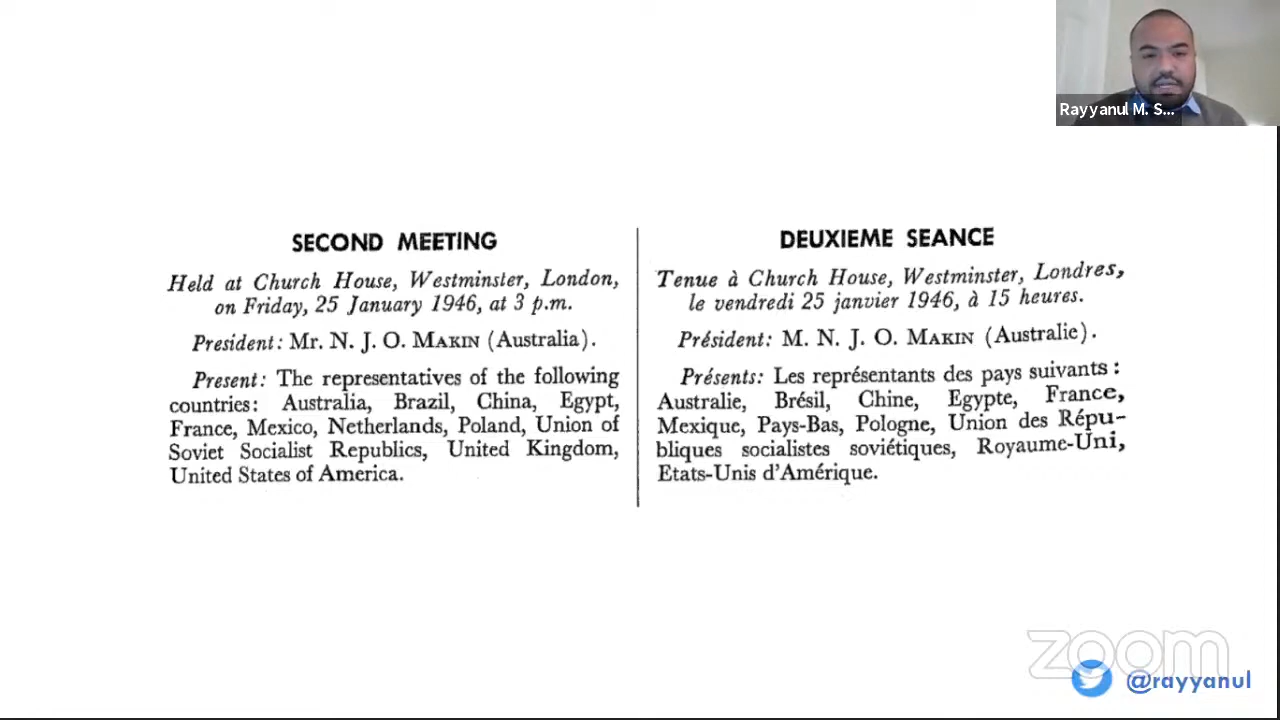 Rayyanul M. S...
SECOND MEETING
Held at Church House, Westminster, London,
on Friday, 25 January 1946, at 3 p.m.
President: Mr. N. J. O. MAKIN (Australia).
Present: The representatives of the following
countries: Australia, Brazil, China, Egypt,
France, Mexico, Netherlands, Poland, Union of
Soviet Socialist Republics, United Kingdom,
United States of America.
DEUXIEME SEANCE
Tenue à Church House, Westminster, Londres,
le vendredi 25 janvier 1946, à 15 heures.
Président: M. N. J. O. MAKIN (Australie).
Présents: Les représentants des pays suivants :
Australie, Brésil, Chine, Egypte, France,
Mexique, Pays-Bas, Pologne, Union des Répu-
bliques socialistes soviétiques, Royaume-Uni,
Etats-Unis d'Amérique.
zoom
@rayyanul